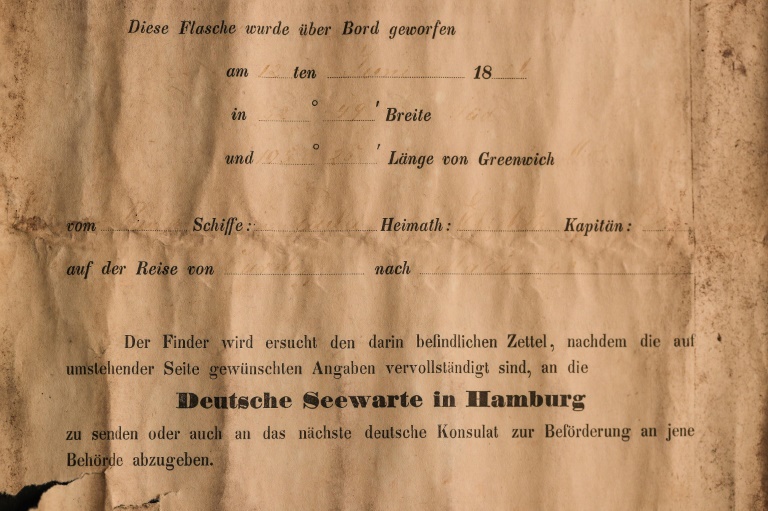 Diese Flasche wurde über Bord geworfen
am 12 ten 18
in ° ' Breite
und ° ' Länge von Greenwich
vom Schiffe: Heimath: Kapitän:
auf der Reise von nach
Der Finder wird ersucht den darin befindlichen Zettel, nachdem die auf
umstehender Seite gewünschten Angaben vervollständigt sind, an die
Deutsche Seewarte in Hamburg
zu senden oder auch an das nächste deutsche Konsulat zur Beförderung an jene
Behörde abzugeben.